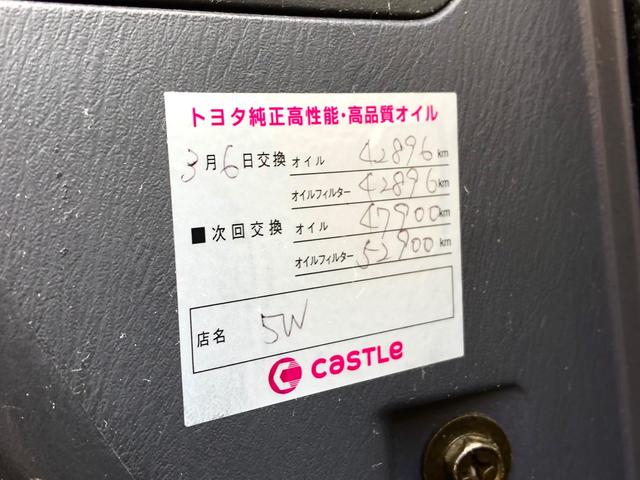 トヨタ純正高性能・高品質オイル
3月6日交換 オイル 42896km
オイルフィルター 42896km
■次回交換 オイル 47900km
オイルフィルター 52900km
店名 5W
CASTLE